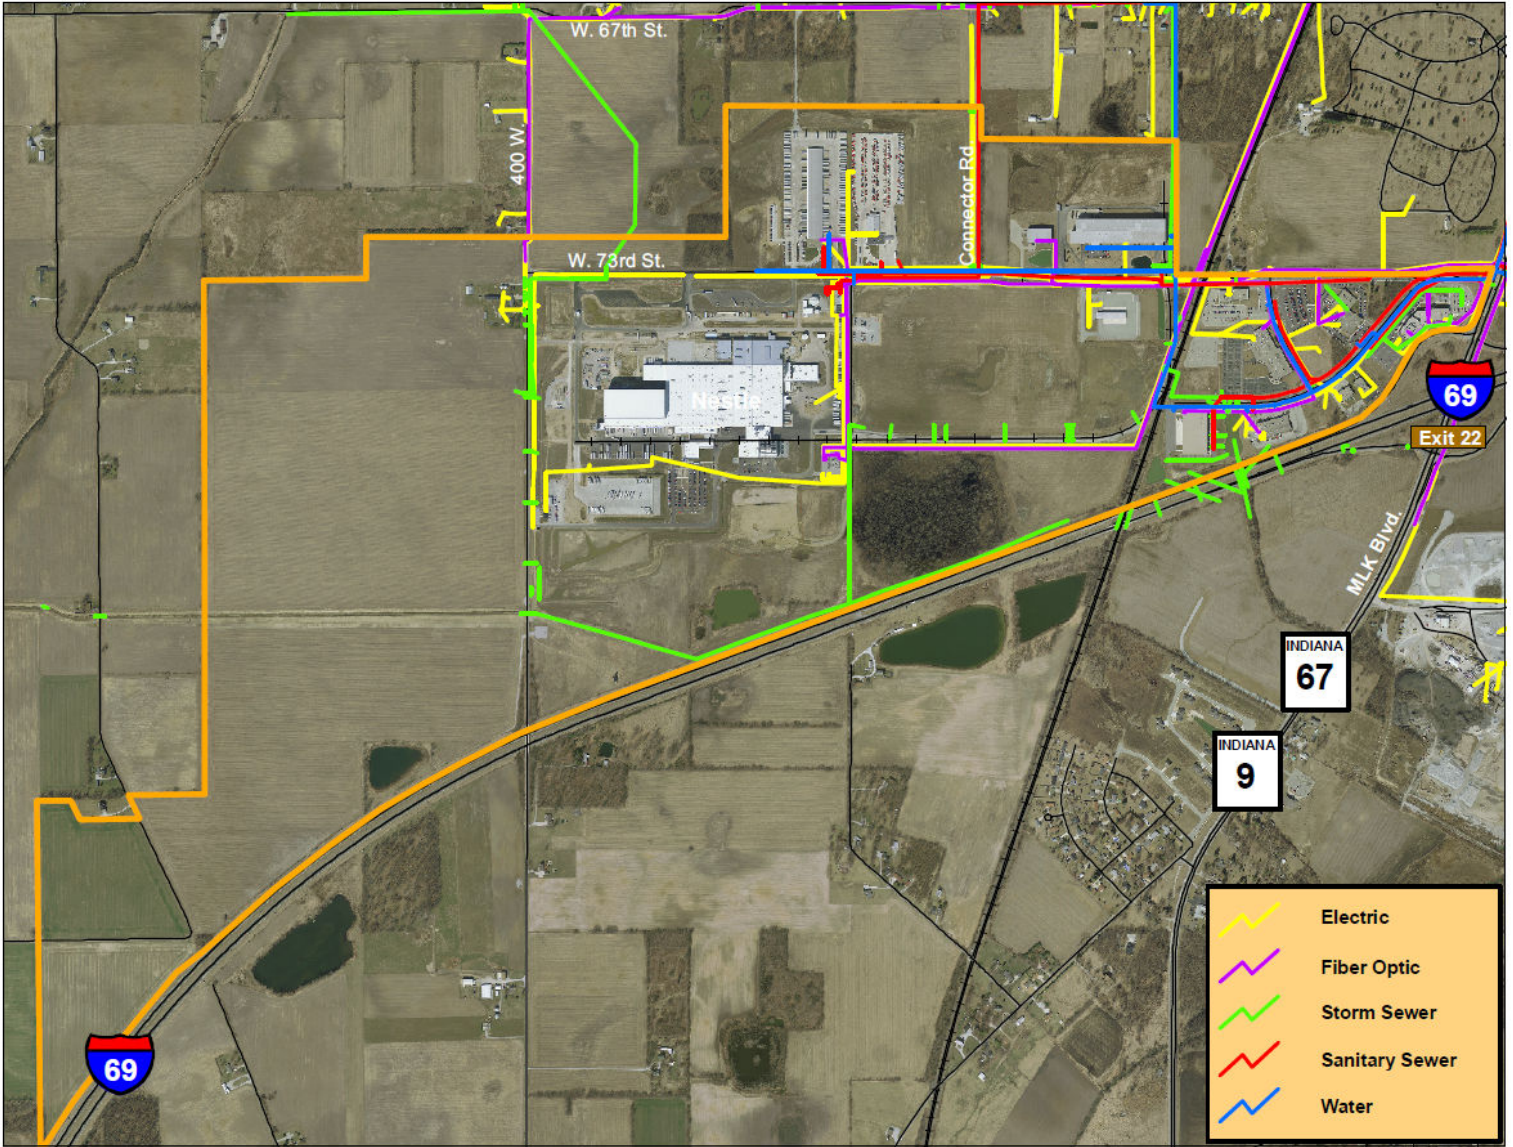 W. 67th St.
400 W.
Connector Rd
W. 73rd St.
Nestle
69
Exit 22
MLK Blvd.
INDIANA
67
INDIANA
9
69
Electric
Fiber Optic
Storm Sewer
Sanitary Sewer
Water